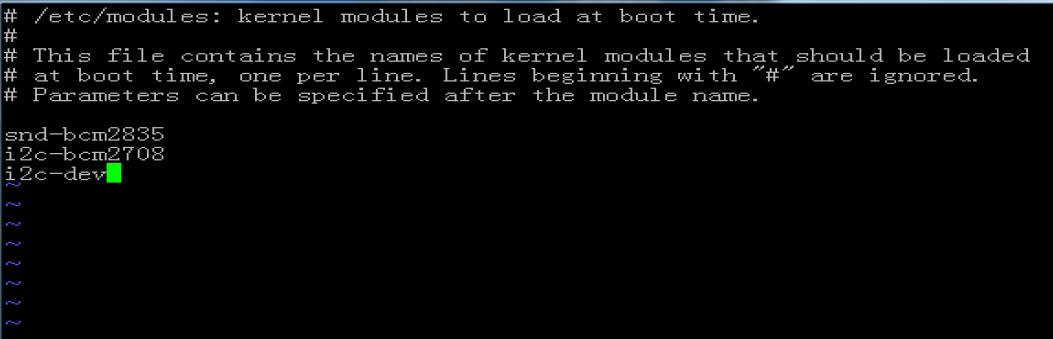 # /etc/modules: kernel modules to load at boot time.
#
# This file contains the names of kernel modules that should be loaded
# at boot time, one per line. Lines beginning with "#" are ignored.
# Parameters can be specified after the module name.

snd-bcm2835
i2c-bcm2708
i2c-dev
~
~
~
~
~
~
~
~